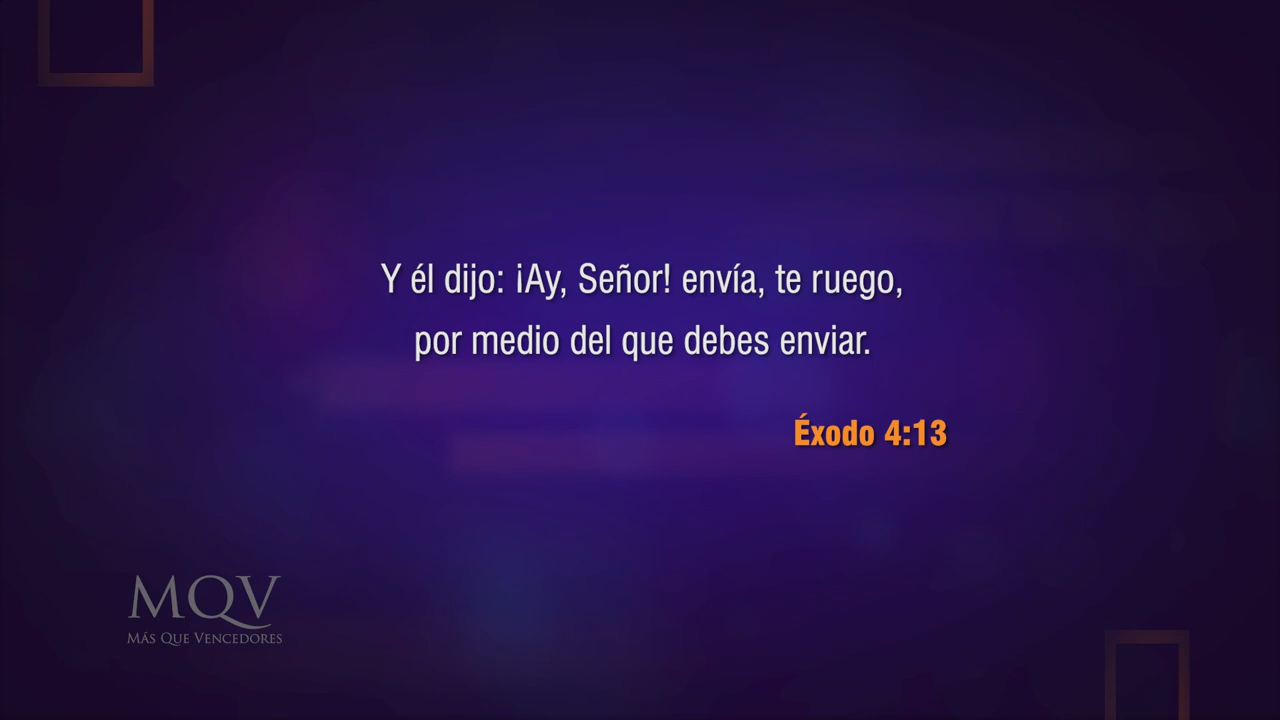 Y él dijo: ¡Ay, Señor! envía, te ruego,
por medio del que debes enviar.
Éxodo 4:13
MQV
MÁS QUE VENCEDORES